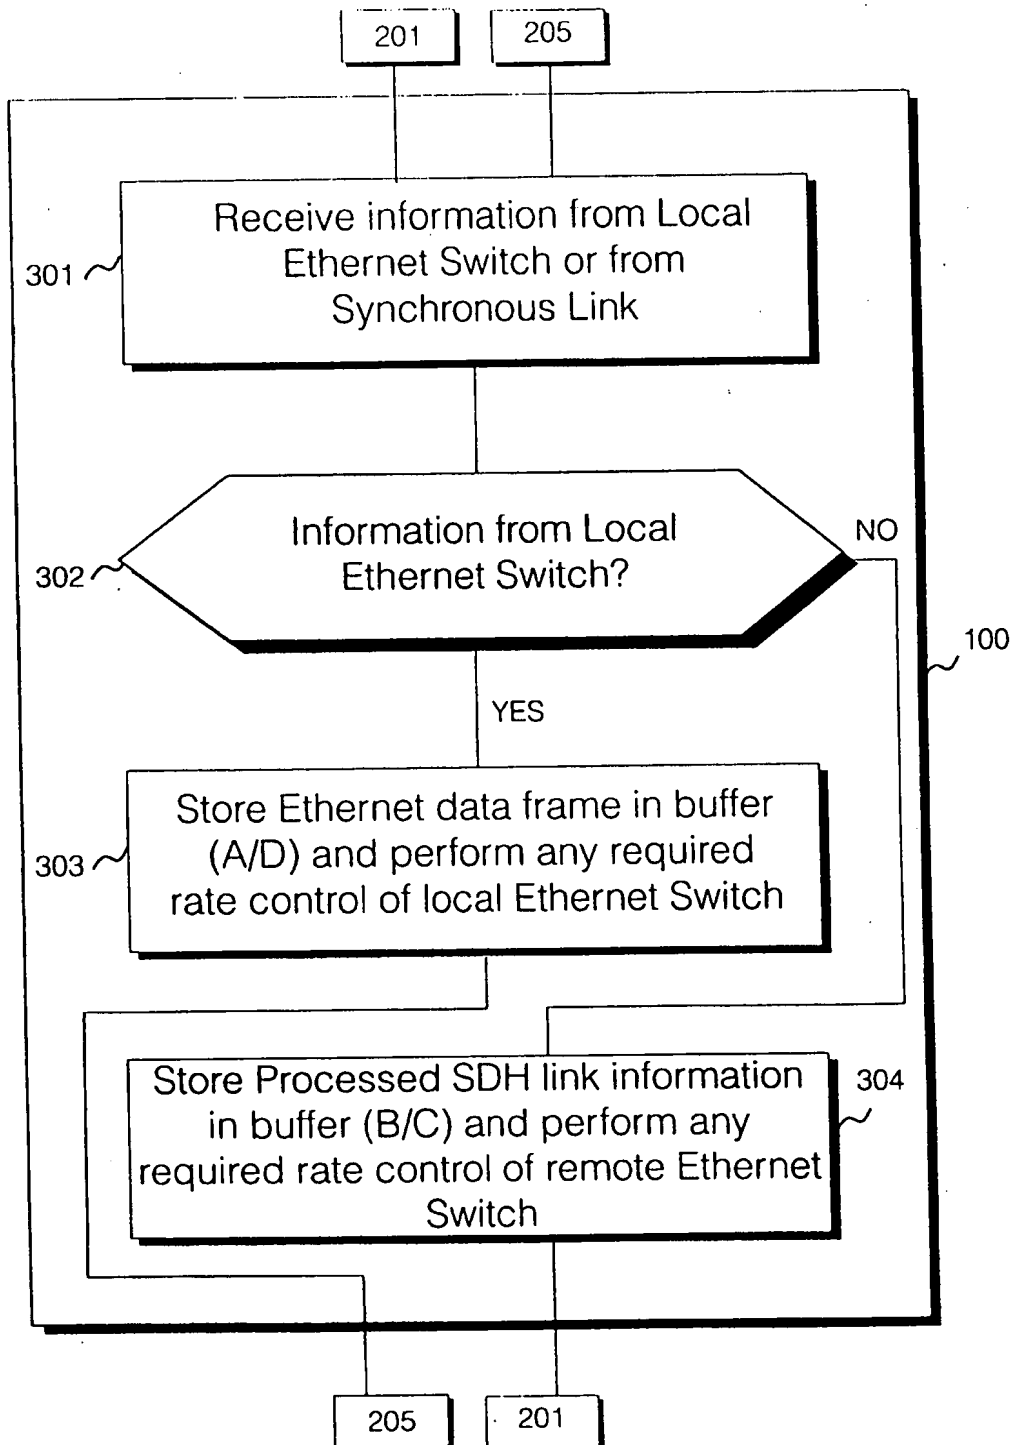 201
205
Receive information from Local
Ethernet Switch or from
Synchronous Link
301
Information from Local
Ethernet Switch?
NO
302
100
YES
Store Ethernet data frame in buffer
(A/D) and perform any required
rate control of local Ethernet Switch
303
Store Processed SDH link information
in buffer (B/C) and perform any
required rate control of remote Ethernet
Switch
304
205
201